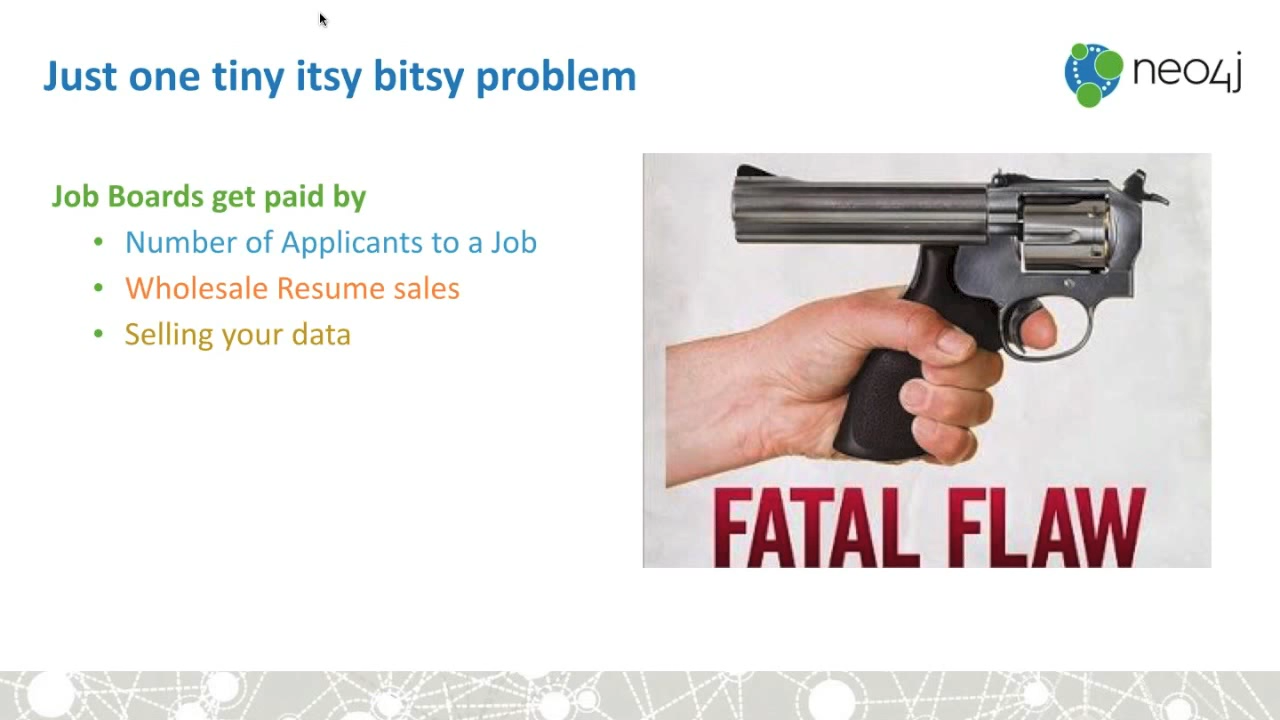 Just one tiny itsy bitsy problem
neo4j
Job Boards get paid by
• Number of Applicants to a Job
• Wholesale Resume sales
• Selling your data
FATAL FLAW